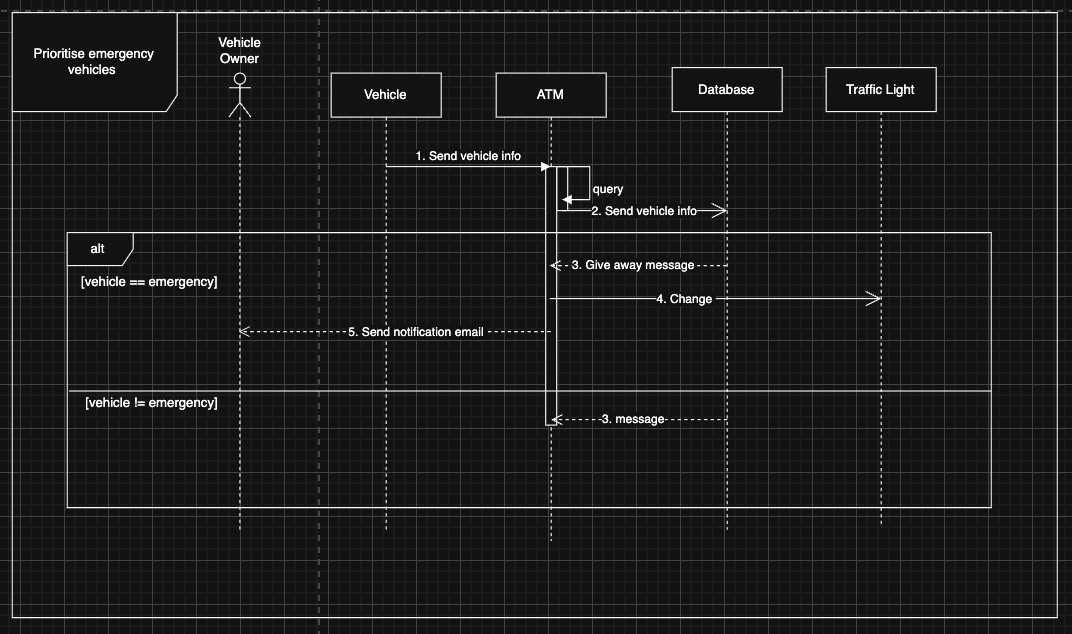 Prioritise emergency
vehicles
Vehicle
Owner
Vehicle
ATM
Database
Traffic Light
1. Send vehicle info
query
2. Send vehicle info
alt
3. Give away message
[vehicle == emergency]
4. Change
5. Send notification email
[vehicle != emergency]
3. message